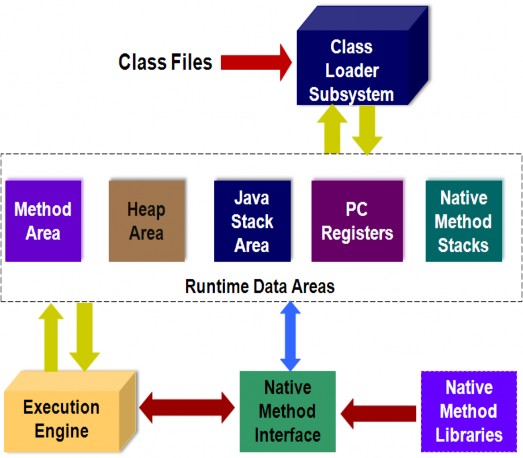 Class Files
Class
Loader
Subsystem
Method
Area
Heap
Area
Java
Stack
Area
PC
Registers
Native
Method
Stacks
Runtime Data Areas
Execution
Engine
Native
Method
Interface
Native
Method
Libraries